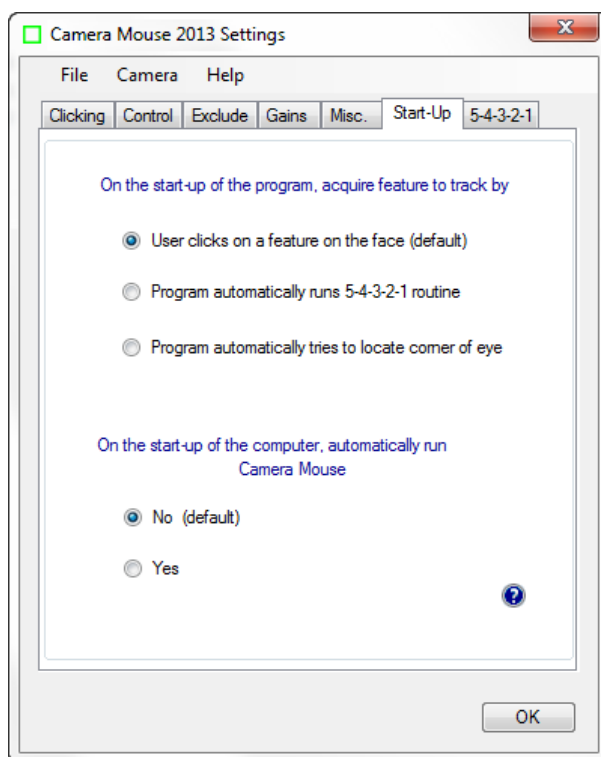 Camera Mouse 2013 Settings
x
File Camera Help
Clicking Control Exclude Gains Misc. Start-Up 5-4-3-2-1
On the start-up of the program, acquire feature to track by
User clicks on a feature on the face (default)
Program automatically runs 5-4-3-2-1 routine
Program automatically tries to locate corner of eye
On the start-up of the computer, automatically run
Camera Mouse
No (default)
Yes
?
OK